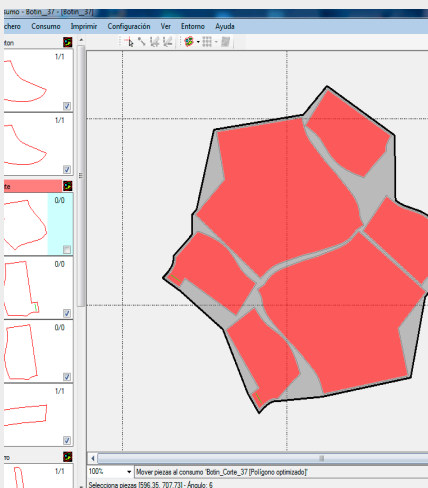 sumo - Botin__37 - [Botin_37]
chero Consumo Imprimir Configuración Ver Entorno Ayuda
1/1
1/1
0/0
0/0
0/0
1/1
1/1
100% Mover piezas al consumo 'Botin_Corte_37 [Polígono optimizado]'
Selecciona piezas [596.35, 707.73] - Ángulo: 6